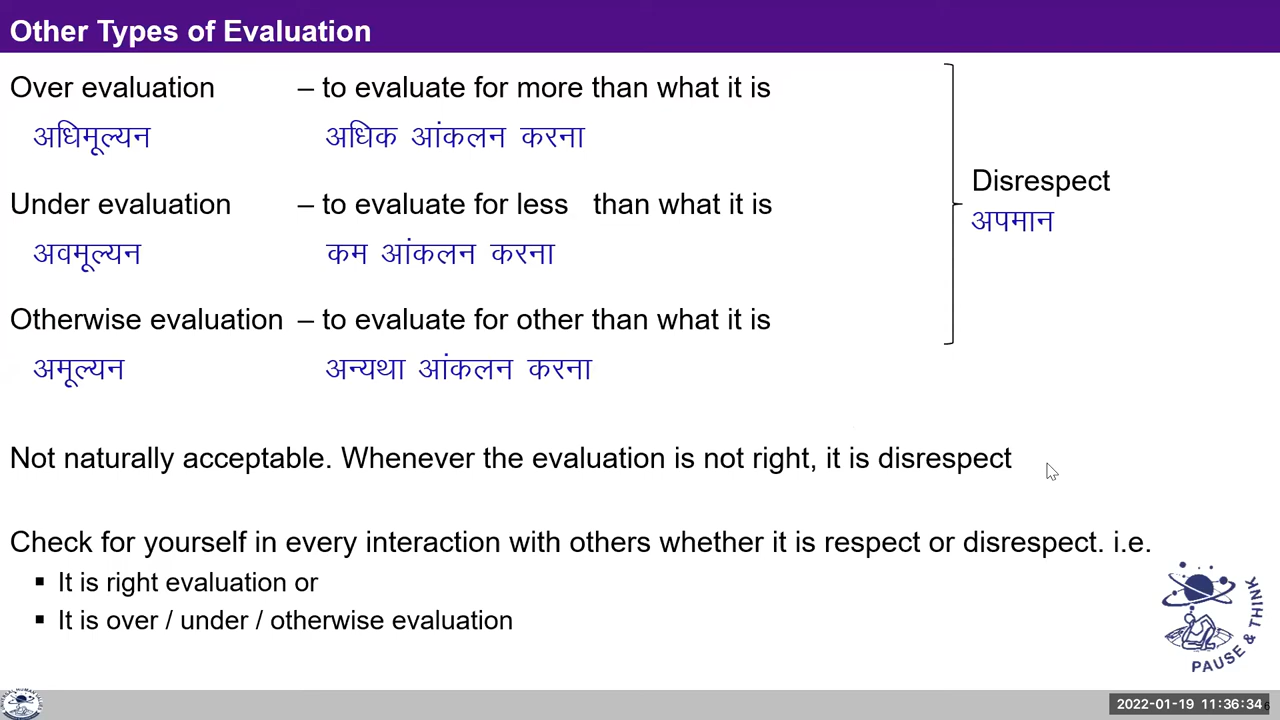 Other Types of Evaluation
Over evaluation – to evaluate for more than what it is
अधिमूल्यन अधिक आंकलन करना
Under evaluation – to evaluate for less than what it is
अवमूल्यन कम आंकलन करना
Otherwise evaluation – to evaluate for other than what it is
अमूल्यन अन्यथा आंकलन करना
Disrespect
अपमान
Not naturally acceptable. Whenever the evaluation is not right, it is disrespect
Check for yourself in every interaction with others whether it is respect or disrespect. i.e.
▪ It is right evaluation or
▪ It is over / under / otherwise evaluation
PAUSE & THINK
2022-01-19 11:36:34